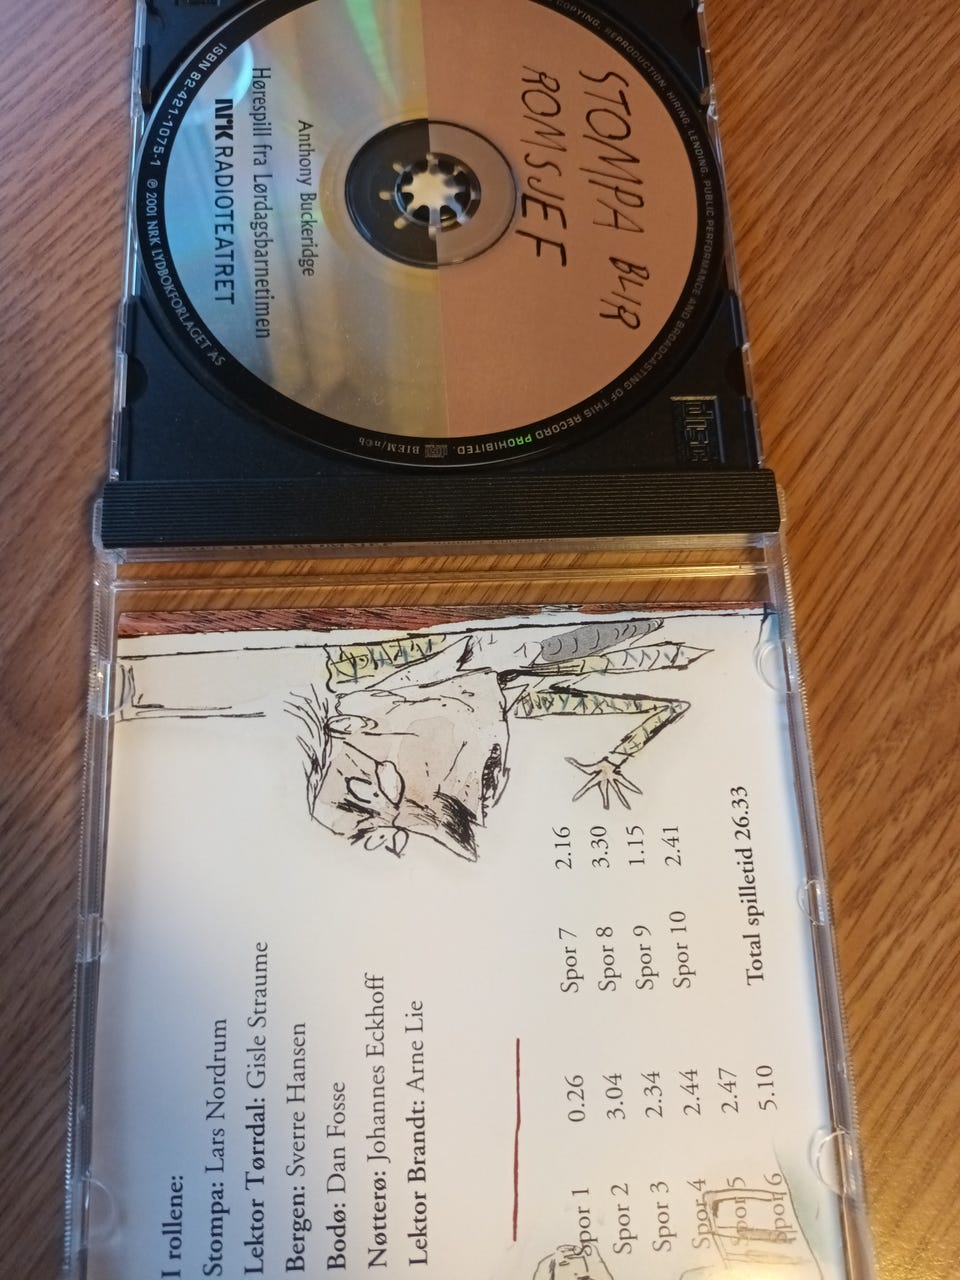 STOMPA BLIR
ROMSJEF
Anthony Buckeridge
Hørespill fra Lørdagsbarnetimen
NRK RADIOTEATRET
COPYING, REPRODUCTION, HIRING, LENDING, PUBLIC PERFORMANCE AND BROADCASTING OF THIS RECORD PROHIBITED.
BIEM/n©b
ISBN 82-421-1075-1 ℗ 2001 NRK LYDBOKFORLAGET AS
disc
I rollene:
Stompa: Lars Nordrum
Lektor Tørrdal: Gisle Straume
Bergen: Sverre Hansen
Bodø: Dan Fosse
Nøtterø: Johannes Eckhoff
Lektor Brandt: Arne Lie
Spor 1 0.26
Spor 2 3.04
Spor 3 2.34
Spor 4 2.44
Spor 5 2.47
Spor 6 5.10
Spor 7 2.16
Spor 8 3.30
Spor 9 1.15
Spor 10 2.41
Total spilletid 26.33